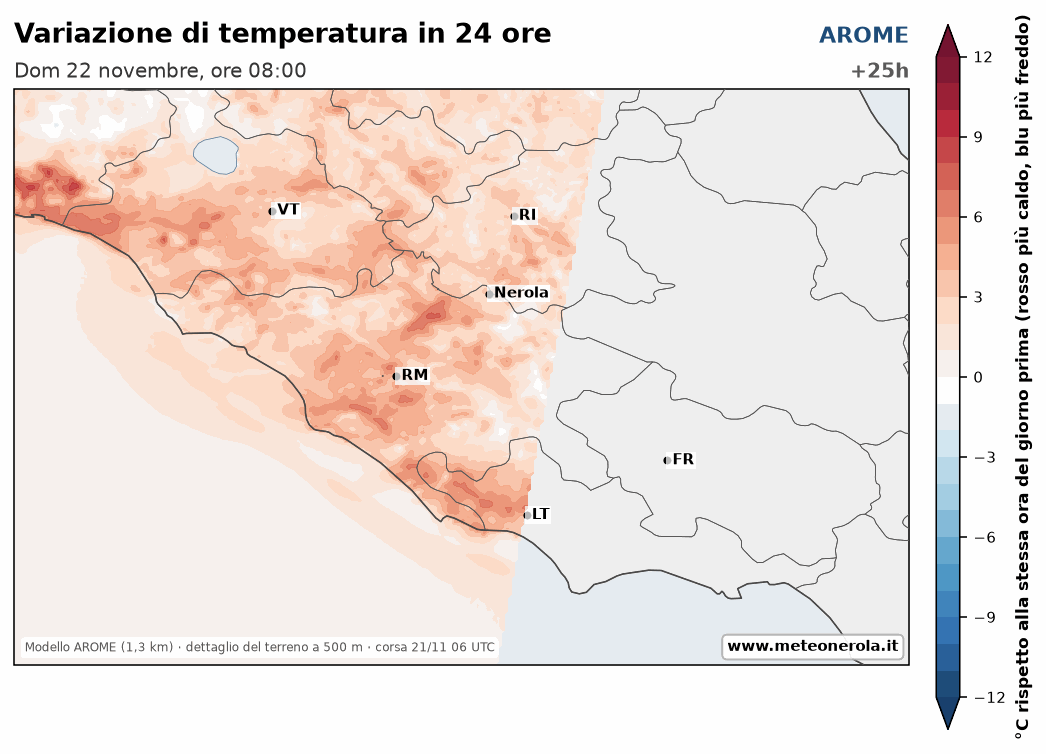 Variazione di temperatura in 24 ore
AROME
Dom 22 novembre, ore 08:00
+25h
VT
RI
Nerola
RM
FR
LT
Modello AROME (1,3 km) · dettaglio del terreno a 500 m · corsa 21/11 06 UTC
www.meteonerola.it
12
9
6
3
0
−3
−6
−9
−12
°C rispetto alla stessa ora del giorno prima (rosso più caldo, blu più freddo)